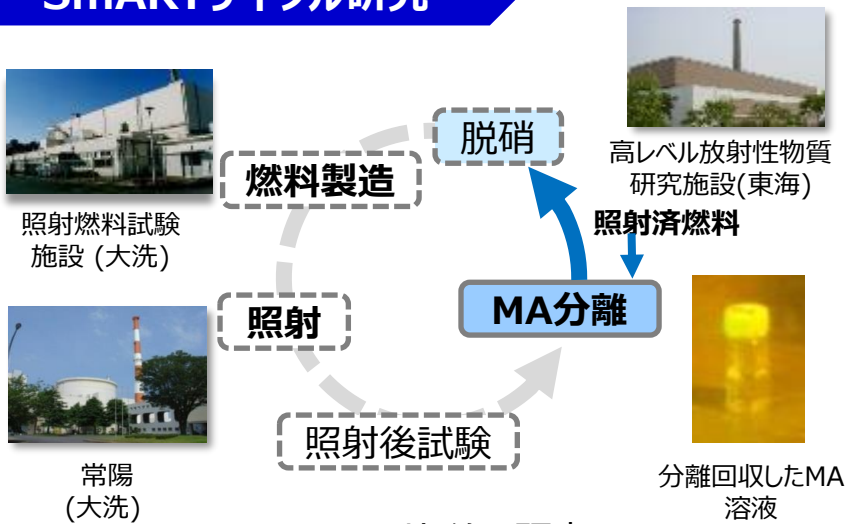 SmARTサイクル研究
脱硝
燃料製造
高レベル放射性物質
研究施設(東海)
照射燃料試験
施設 (大洗)
照射済燃料
MA分離
照射
照射後試験
常陽
(大洗)
分離回収したMA
溶液